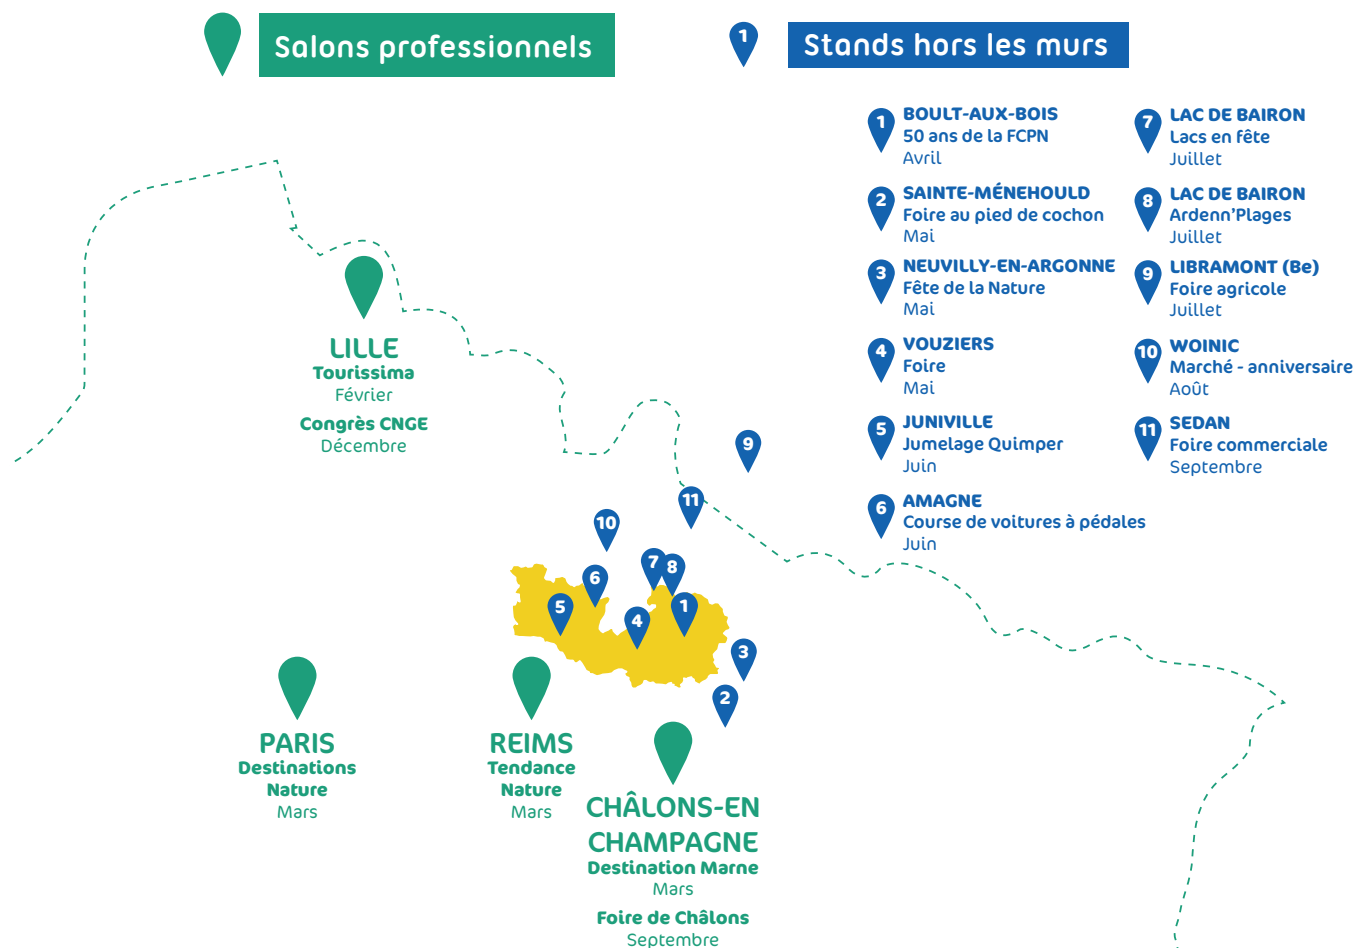 Salons professionnels
1
Stands hors les murs
1
BOULT-AUX-BOIS
50 ans de la FCPN
Avril
2
SAINTE-MÉNEHOULD
Foire au pied de cochon
Mai
3
NEUVILLY-EN-ARGONNE
Fête de la Nature
Mai
4
VOUZIERS
Foire
Mai
5
JUNIVILLE
Jumelage Quimper
Juin
6
AMAGNE
Course de voitures à pédales
Juin
7
LAC DE BAIRON
Lacs en fête
Juillet
8
LAC DE BAIRON
Ardenn'Plages
Juillet
9
LIBRAMONT (Be)
Foire agricole
Juillet
10
WOINIC
Marché - anniversaire
Août
11
SEDAN
Foire commerciale
Septembre
LILLE
Tourissima
Février
Congrès CNGE
Décembre
9
11
10
7
8
6
5
1
4
3
2
PARIS
Destinations
Nature
Mars
REIMS
Tendance
Nature
Mars
CHÂLONS-EN
CHAMPAGNE
Destination Marne
Mars
Foire de Châlons
Septembre